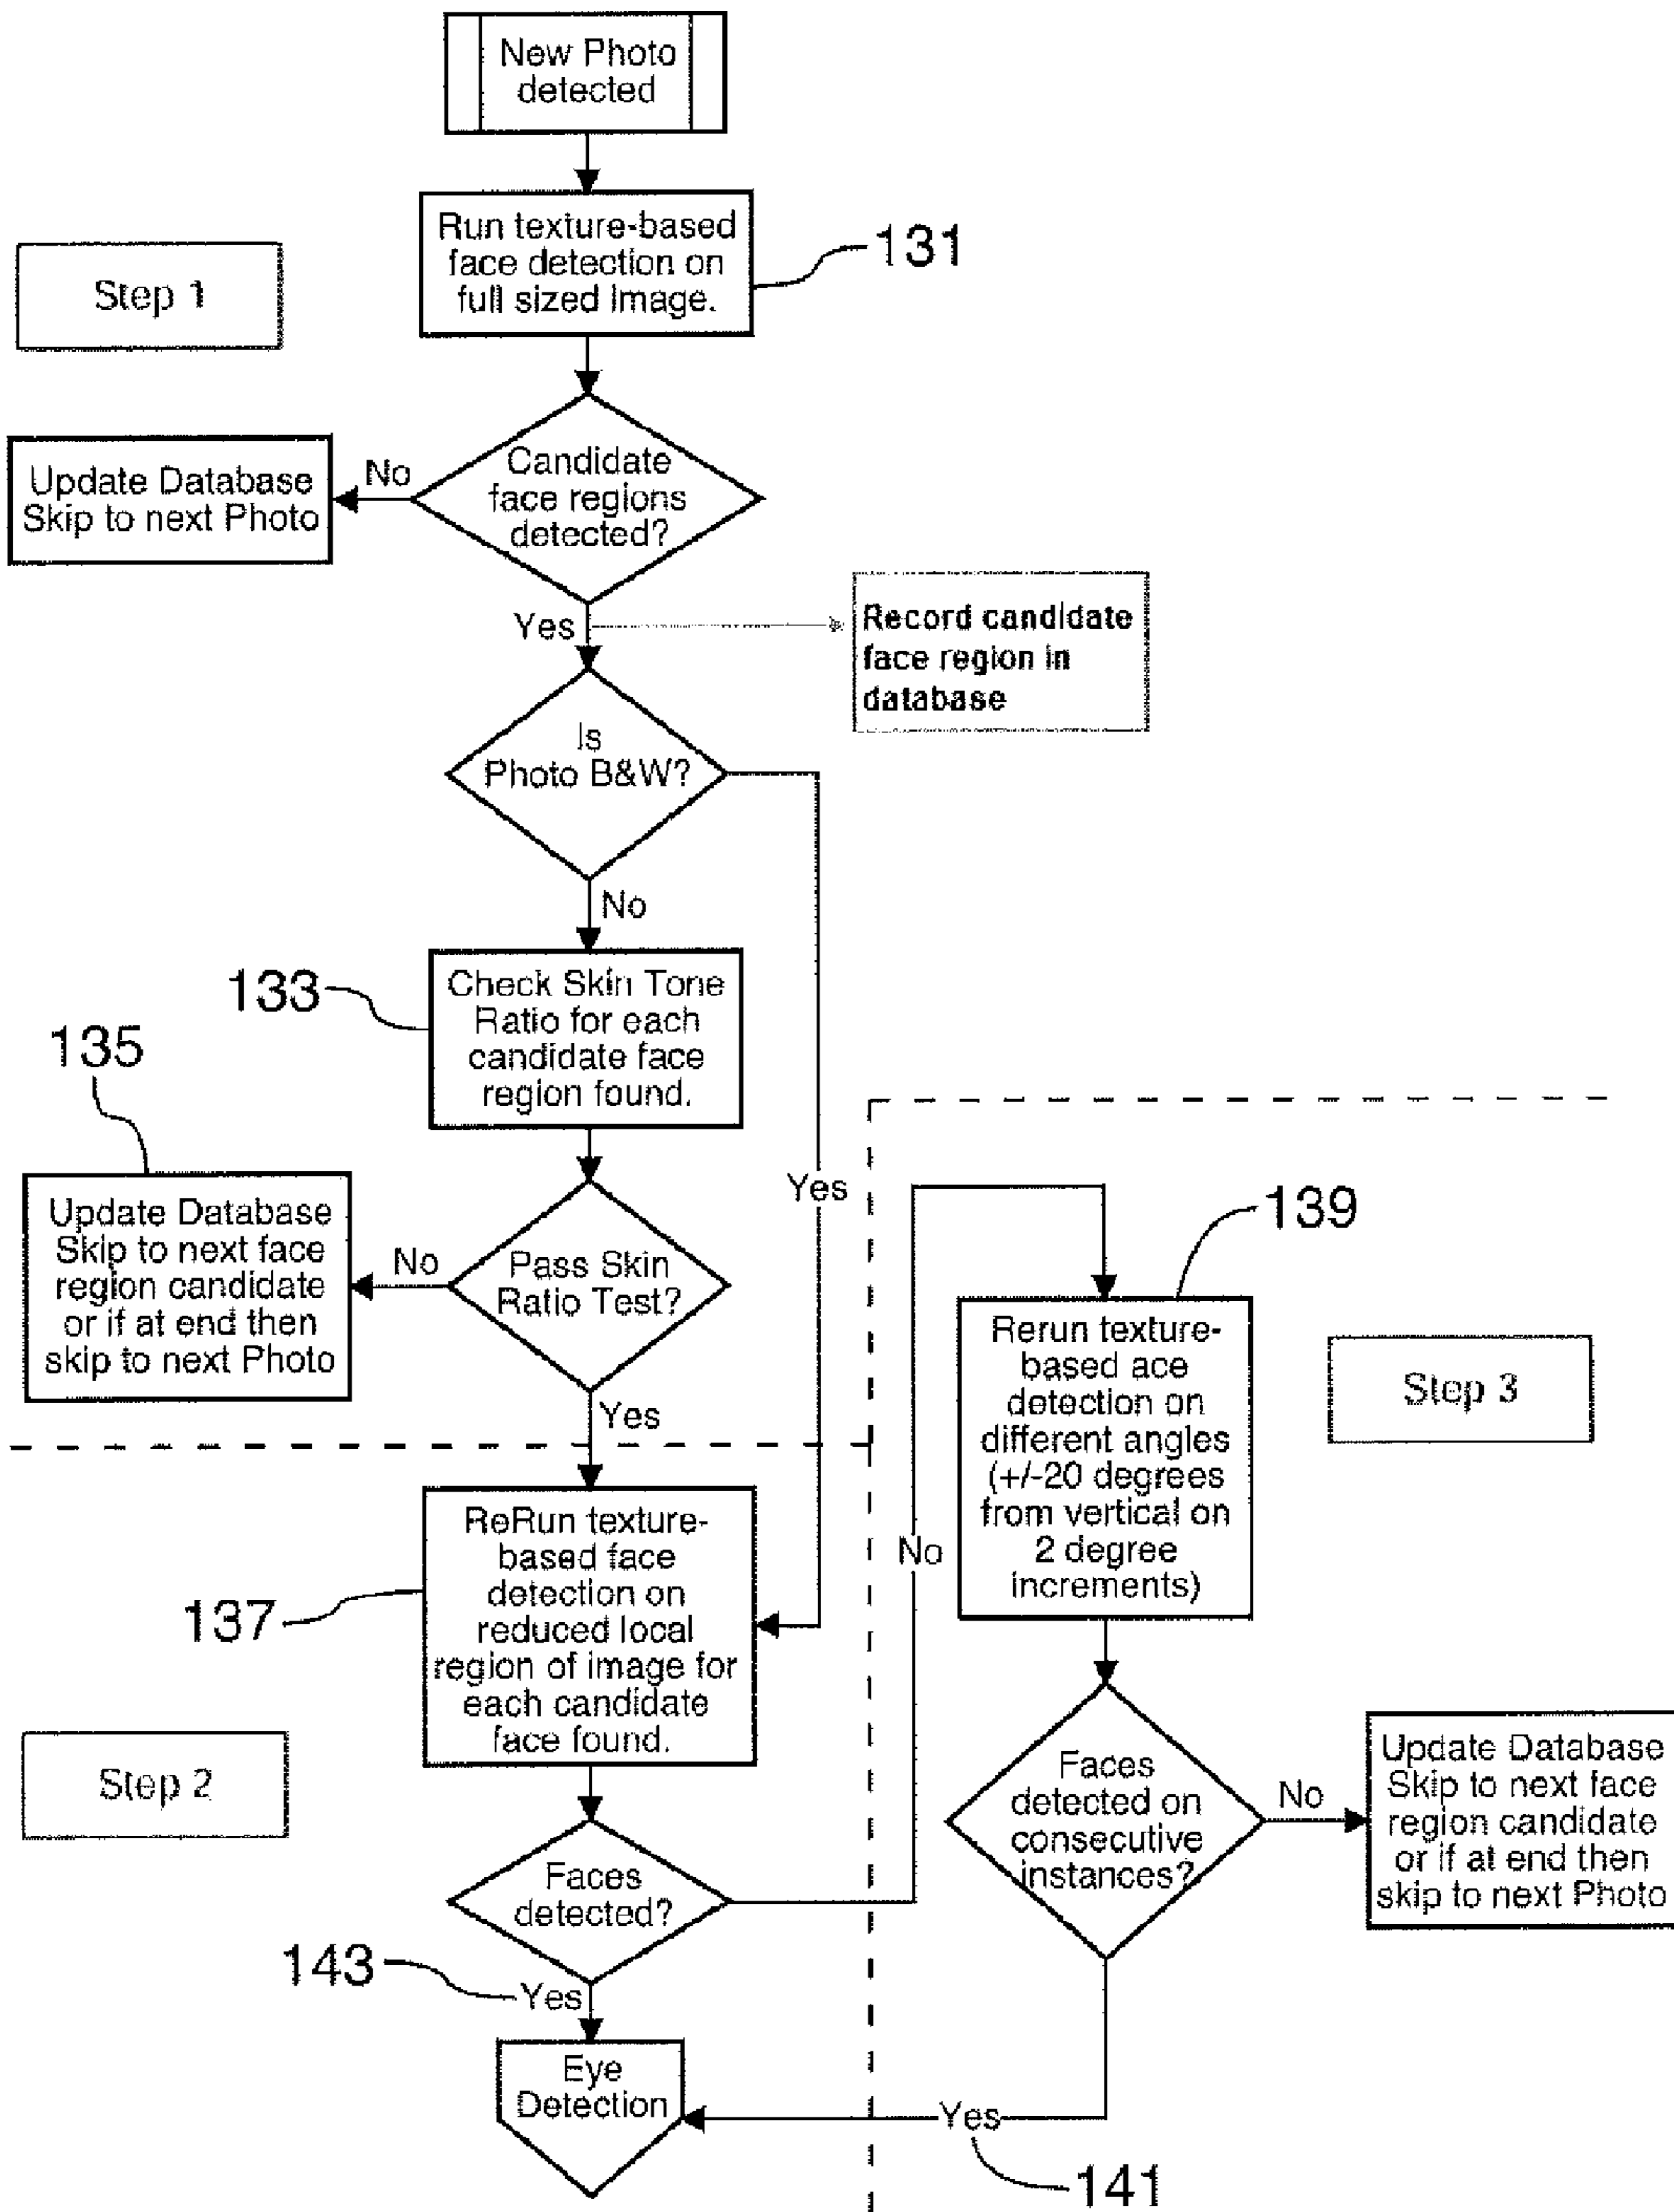 New Photo
detected
Run texture-based
face detection on
full sized image.
131
Step 1
Candidate
face regions
detected?
No
Update Database
Skip to next Photo
Yes
Record candidate
face region in
database
Is
Photo B&W?
No
Yes
133
Check Skin Tone
Ratio for each
candidate face
region found.
135
Update Database
Skip to next face
region candidate
or if at end then
skip to next Photo
No
Pass Skin
Ratio Test?
Yes
137
ReRun texture-
based face
detection on
reduced local
region of image for
each candidate
face found.
Step 2
Faces
detected?
No
143
Yes
Eye
Detection
139
Rerun texture-
based ace
detection on
different angles
(+/-20 degrees
from vertical on
2 degree
increments)
Step 3
Faces
detected on
consecutive
instances?
No
Update Database
Skip to next face
region candidate
or if at end then
skip to next Photo
Yes
141